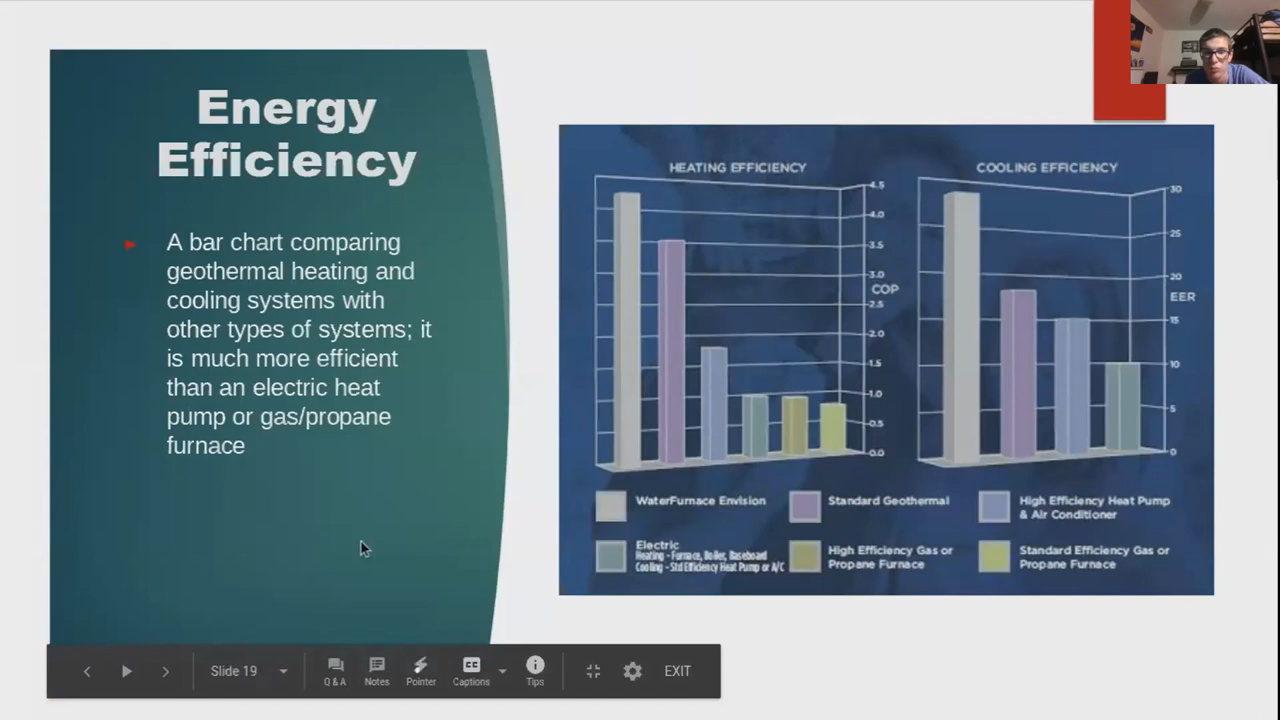 Energy
Efficiency
A bar chart comparing
geothermal heating and
cooling systems with
other types of systems; it
is much more efficient
than an electric heat
pump or gas/propane
furnace
HEATING EFFICIENCY
4.5
4.0
3.5
3.0
COP
2.5
2.0
1.5
1.0
0.5
0.0
COOLING EFFICIENCY
30
25
20
EER
15
10
5
0
WaterFurnace Envision
Standard Geothermal
High Efficiency Heat Pump
& Air Conditioner
Electric
Heating - Furnace, Boiler, Baseboard
Cooling - Std Efficiency Heat Pump or A/C
High Efficiency Gas or
Propane Furnace
Standard Efficiency Gas or
Propane Furnace
Slide 19
Q & A
Notes
Pointer
CC
Captions
Tips
EXIT